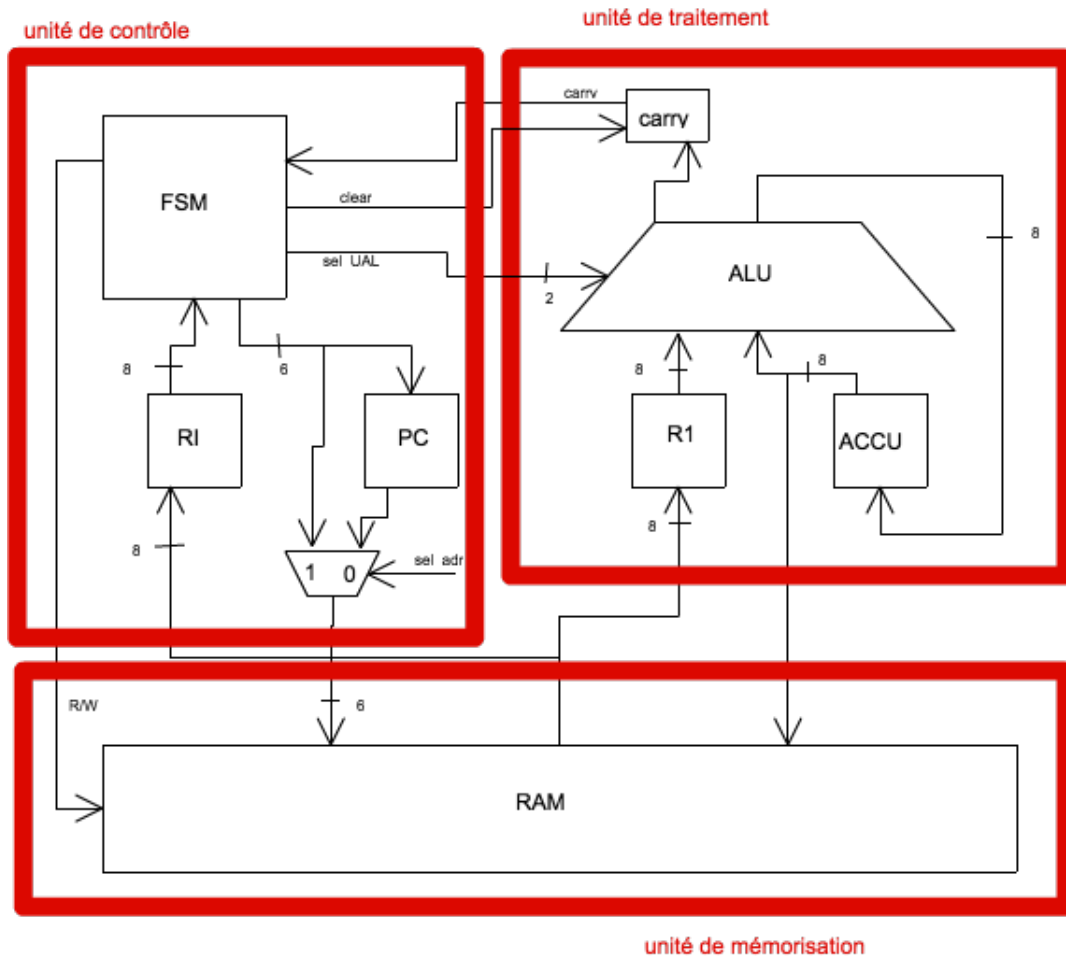 unité de contrôle
unité de traitement
carry
carry
FSM
clear
sel UAL
2
ALU
8
8
6
8
8
RI
PC
R1
ACCU
8
8
1 0
sel adr
R/W
6
RAM
unité de mémorisation